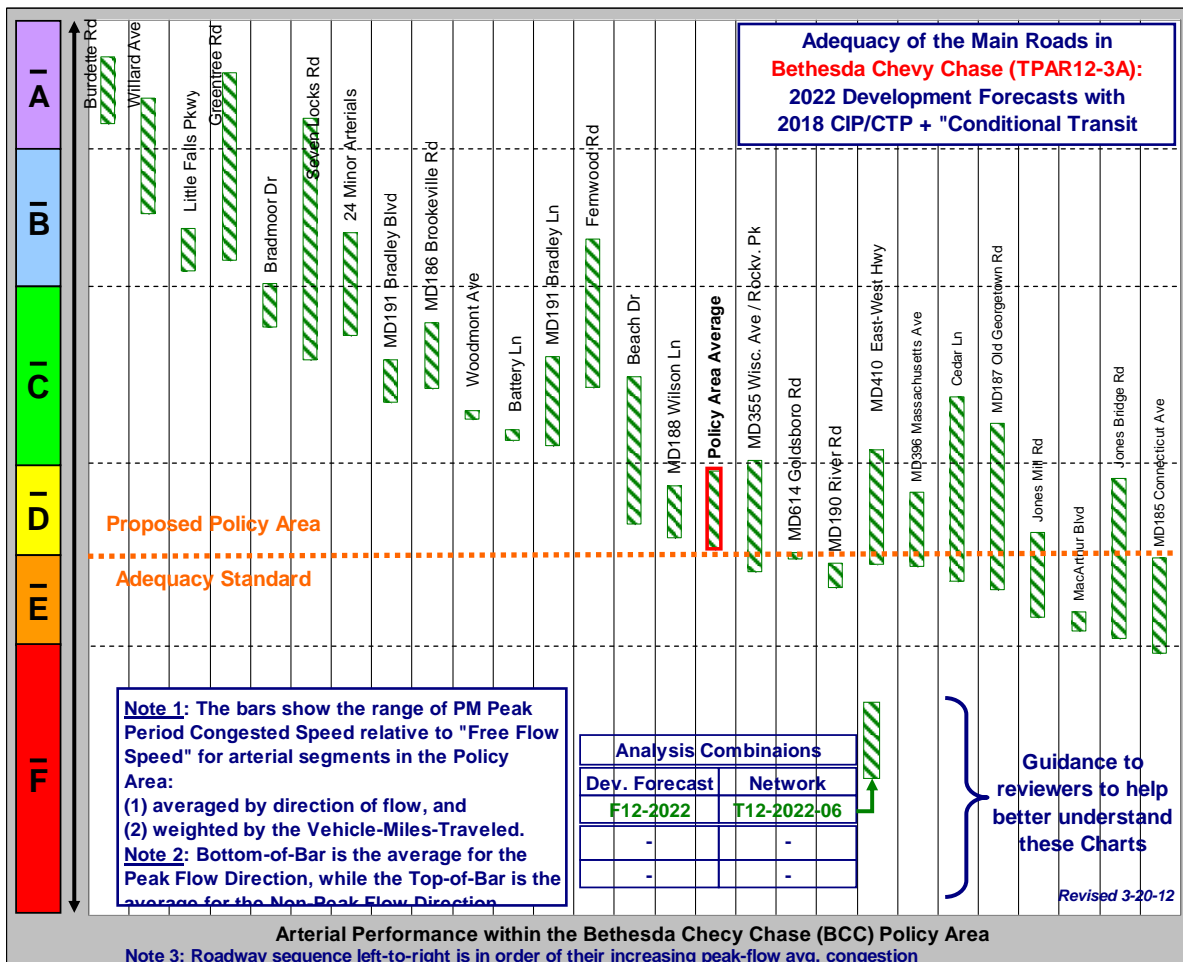 Adequacy of the Main Roads in
Bethesda Chevy Chase (TPAR12-3A):
2022 Development Forecasts with
2018 CIP/CTP + "Conditional Transit
A
B
C
D
E
F
Burdette Rd
Willard Ave
Little Falls Pkwy
Greentree Rd
Bradmoor Dr
Seven Locks Rd
24 Minor Arterials
MD191 Bradley Blvd
MD186 Brookeville Rd
Woodmont Ave
Battery Ln
MD191 Bradley Ln
Fernwood Rd
Beach Dr
MD188 Wilson Ln
Policy Area Average
MD355 Wisc. Ave / Rockv. Pk
MD614 Goldsboro Rd
MD190 River Rd
MD410 East-West Hwy
MD396 Massachusetts Ave
Cedar Ln
MD187 Old Georgetown Rd
Jones Mill Rd
MacArthur Blvd
Jones Bridge Rd
MD185 Connecticut Ave
Proposed Policy Area
Adequacy Standard
Note 1: The bars show the range of PM Peak
Period Congested Speed relative to "Free Flow
Speed" for arterial segments in the Policy
Area:
(1) averaged by direction of flow, and
(2) weighted by the Vehicle-Miles-Traveled.
Note 2: Bottom-of-Bar is the average for the
Peak Flow Direction, while the Top-of-Bar is the
average for the Non-Peak Flow Direction
Analysis Combinaions
Dev. Forecast Network
F12-2022 T12-2022-06
- -
- -
Guidance to
reviewers to help
better understand
these Charts
Revised 3-20-12
Arterial Performance within the Bethesda Checy Chase (BCC) Policy Area
Note 3: Roadway sequence left-to-right is in order of their increasing peak-flow avg. congestion